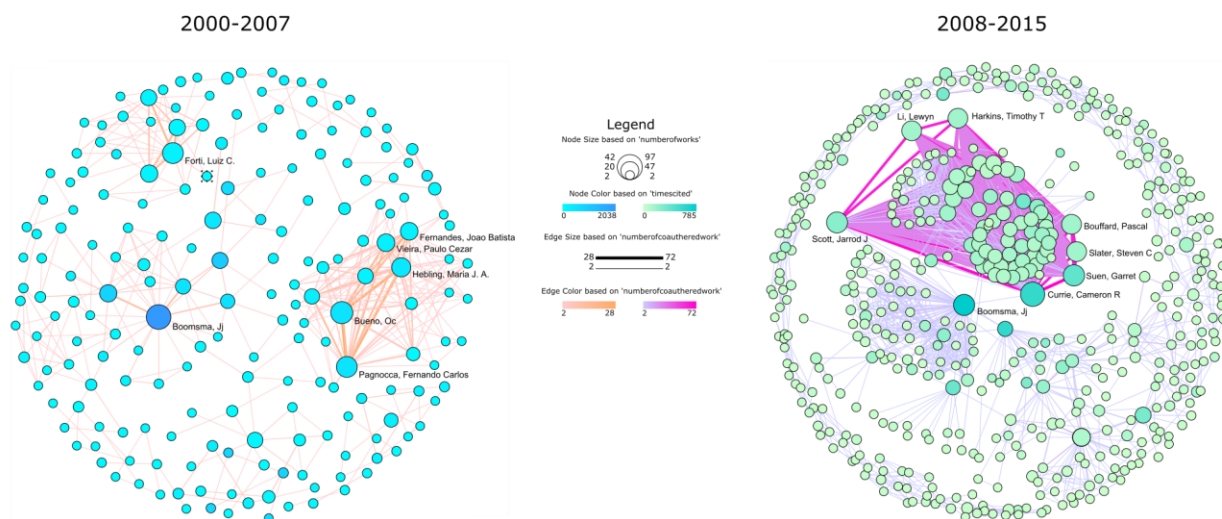 2000-2007
Forti, Luiz C.
Fernandes, Joao Batista
Vieira, Paulo Cezar
Hebling, Maria J. A.
Boomsma, Jj
Bueno, Oc
Pagnocca, Fernando Carlos
Legend
Node Size based on 'numberofworks'
42 97
20 47
2 2
Node Color based on 'timescited'
0 2038 0 785
Edge Size based on 'numberofcoautheredwork'
28 72
2 2
Edge Color based on 'numberofcoautheredwork'
2 28 2 72
2008-2015
Li, Lewyn
Harkins, Timothy T
Scott, Jarrod J
Bouffard, Pascal
Slater, Steven C
Suen, Garret
Currie, Cameron R
Boomsma, Jj